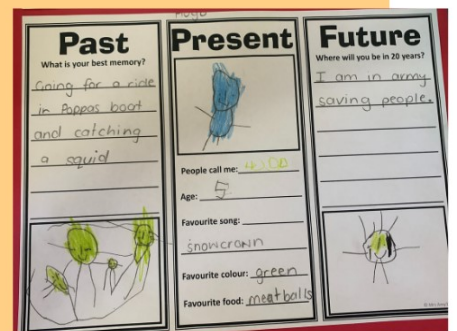 Past
What is your best memory?
Going for a ride
in Poppas boat
and catching
a squid
Present
People call me:
Age: 5
Favourite song:
snowcrown
Favourite colour: green
Favourite food: meatballs
Future
Where will you be in 20 years?
I am in army
saving people.